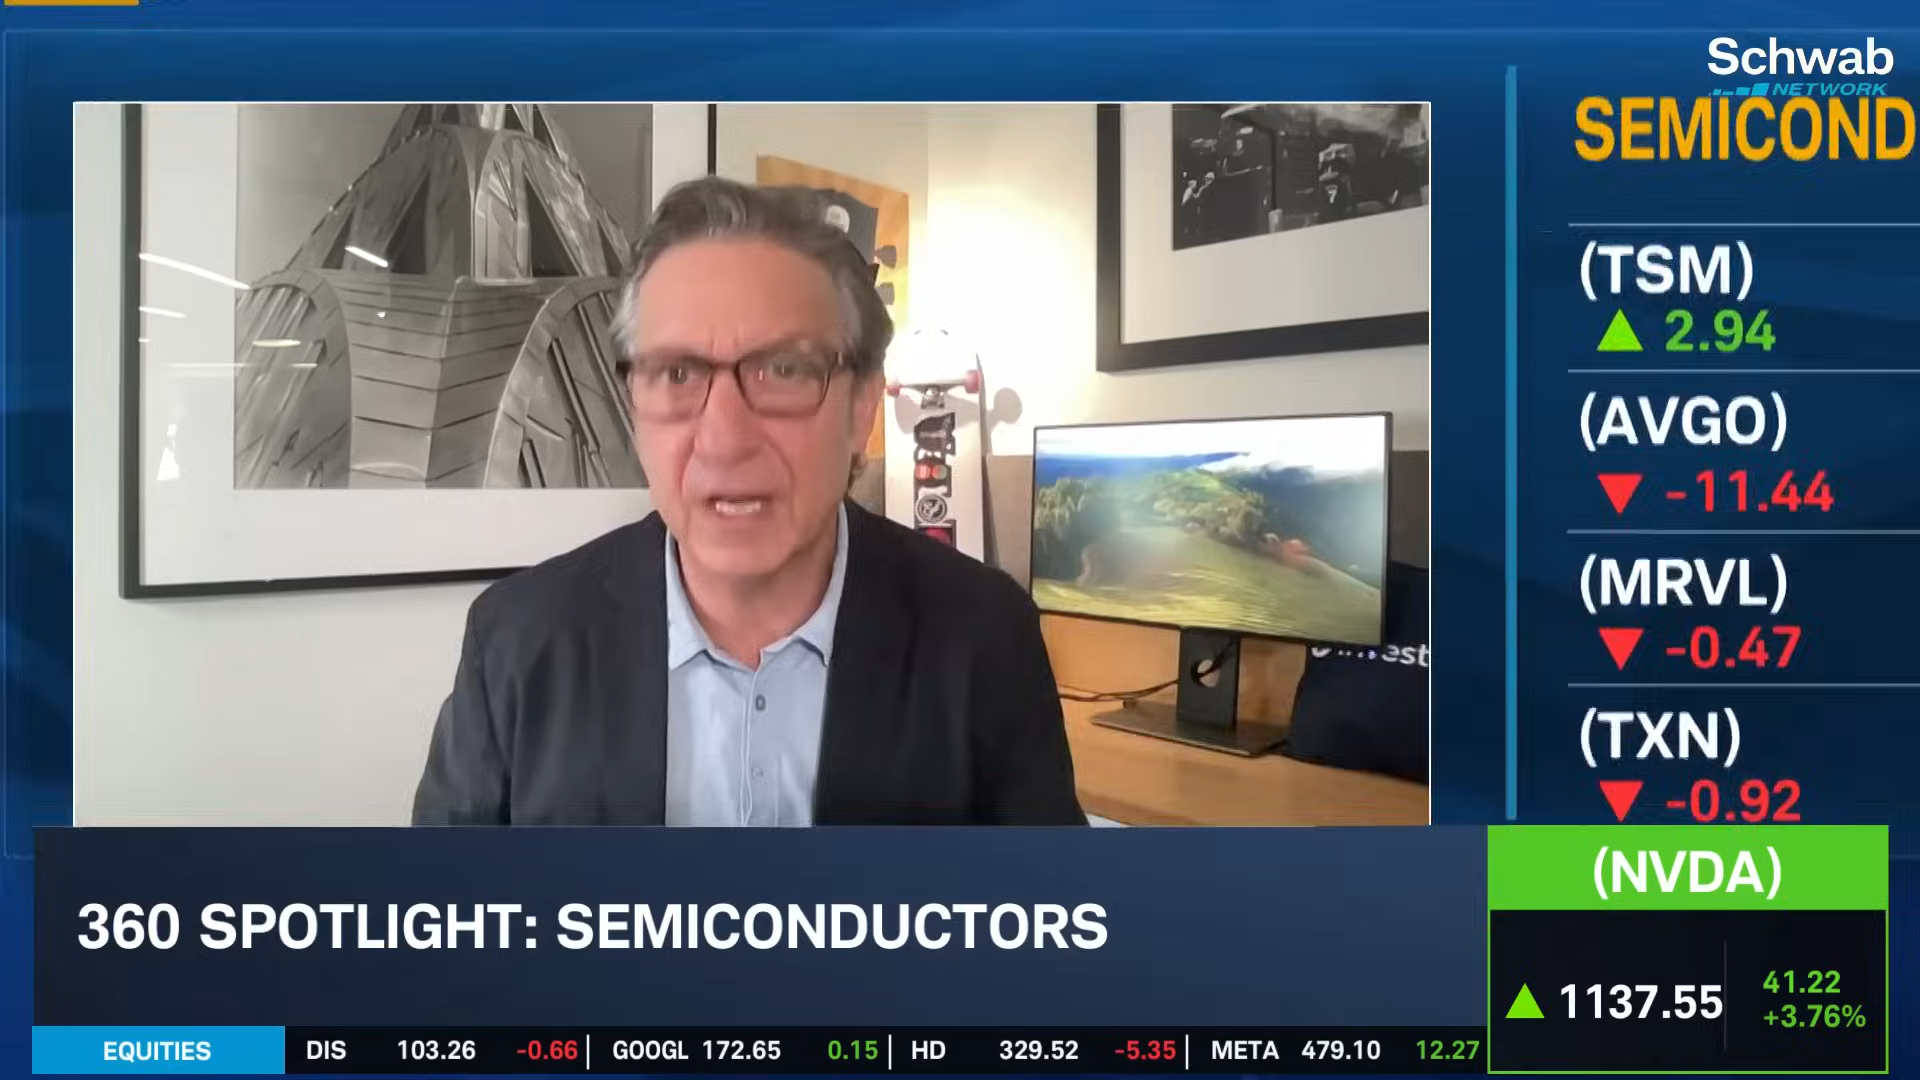 Schwab
NETWORK
SEMICOND
(TSM)
▲ 2.94
(AVGO)
▼ -11.44
(MRVL)
▼ -0.47
(TXN)
▼ -0.92
(NVDA)
▲ 1137.55
41.22
+3.76%
360 SPOTLIGHT: SEMICONDUCTORS
EQUITIES DIS 103.26 -0.66 GOOGL 172.65 0.15 HD 329.52 -5.35 META 479.10 12.27